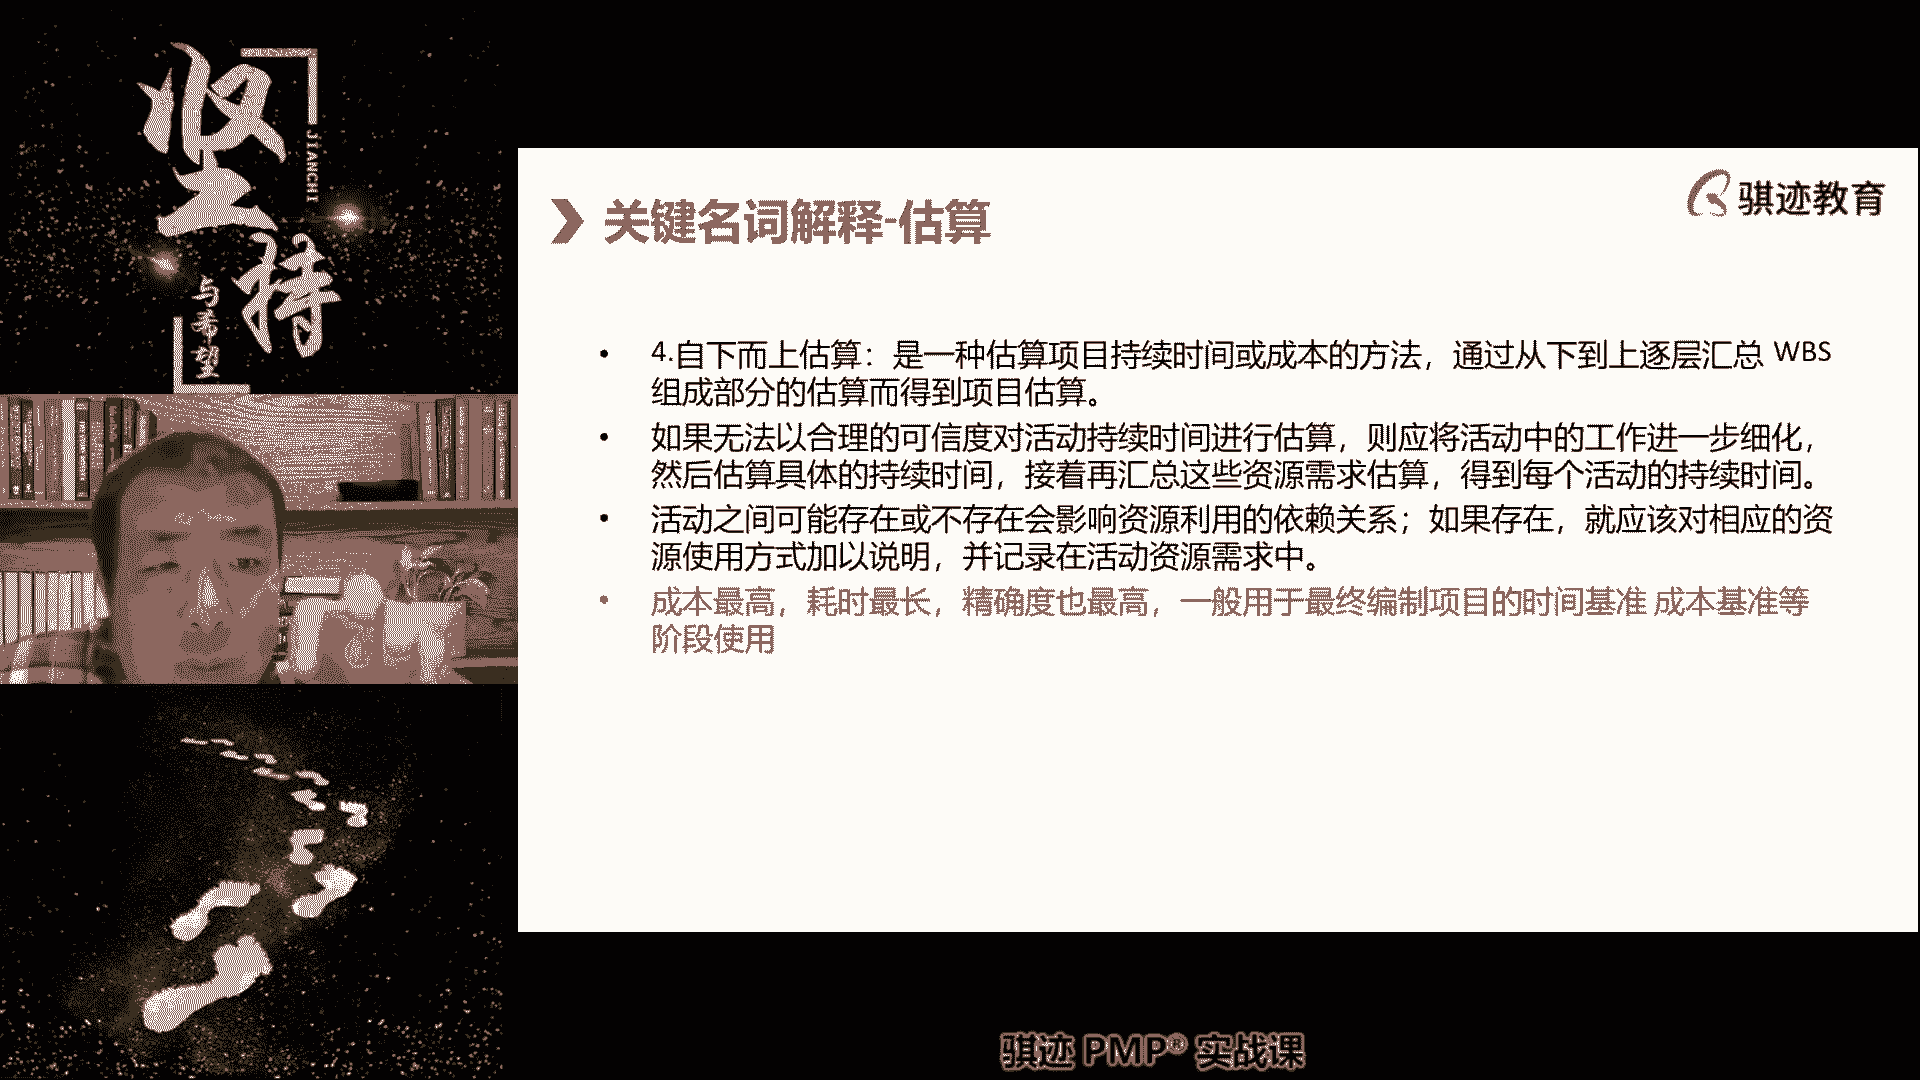 坚持
JIANCHI
与希望
骐迹教育
关键名词解释-估算
• 4.自下而上估算：是一种估算项目持续时间或成本的方法，通过从下到上逐层汇总 WBS
组成部分的估算而得到项目估算。
• 如果无法以合理的可信度对活动持续时间进行估算，则应将活动中的工作进一步细化，
然后估算具体的持续时间，接着再汇总这些资源需求估算，得到每个活动的持续时间。
• 活动之间可能存在或不存在会影响资源利用的依赖关系；如果存在，就应该对相应的资
源使用方式加以说明，并记录在活动资源需求中。
• 成本最高，耗时最长，精确度也最高，一般用于最终编制项目的时间基准 成本基准等
阶段使用
骐迹 PMP® 实战课